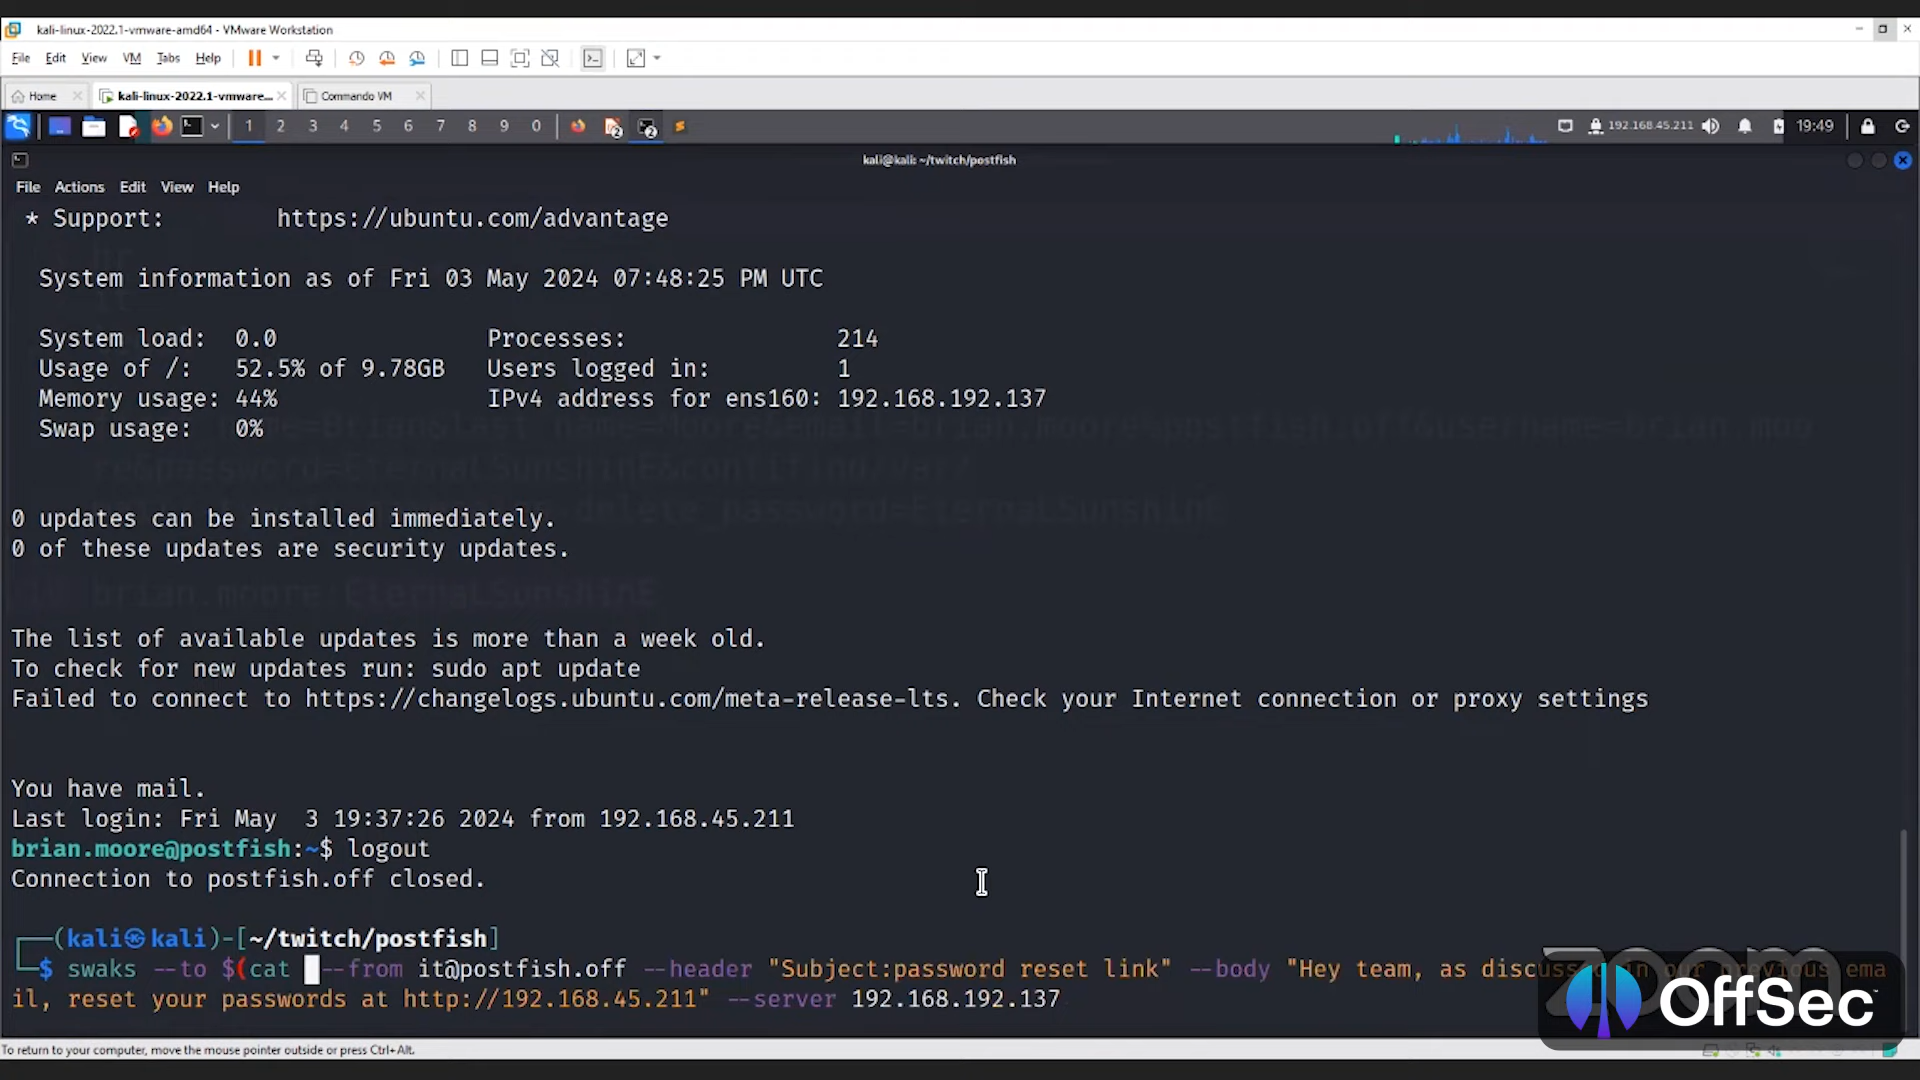 kali-linux-2022.1-vmware-amd64 - VMware Workstation
File Edit View VM Tabs Help
Home kali-linux-2022.1-vmware... Commando VM
1 2 3 4 5 6 7 8 9 0 192.168.45.211 19:49
kali@kali: ~/twitch/postfish
File Actions Edit View Help
* Support: https://ubuntu.com/advantage
System information as of Fri 03 May 2024 07:48:25 PM UTC
System load: 0.0 Processes: 214
Usage of /: 52.5% of 9.78GB Users logged in: 1
Memory usage: 44% IPv4 address for ens160: 192.168.192.137
Swap usage: 0%
0 updates can be installed immediately.
0 of these updates are security updates.
The list of available updates is more than a week old.
To check for new updates run: sudo apt update
Failed to connect to https://changelogs.ubuntu.com/meta-release-lts. Check your Internet connection or proxy settings
You have mail.
Last login: Fri May 3 19:37:26 2024 from 192.168.45.211
brian.moore@postfish:~$ logout
Connection to postfish.off closed.
┌──(kali㉿kali)-[~/twitch/postfish]
└─$ swaks --to $(cat --from it@postfish.off --header "Subject:password reset link" --body "Hey team, as in our previous ema
il, reset your passwords at http://192.168.45.211" --server 192.168.192.137
zoom
OffSec
To return to your computer, move the mouse pointer outside or press Ctrl+Alt.